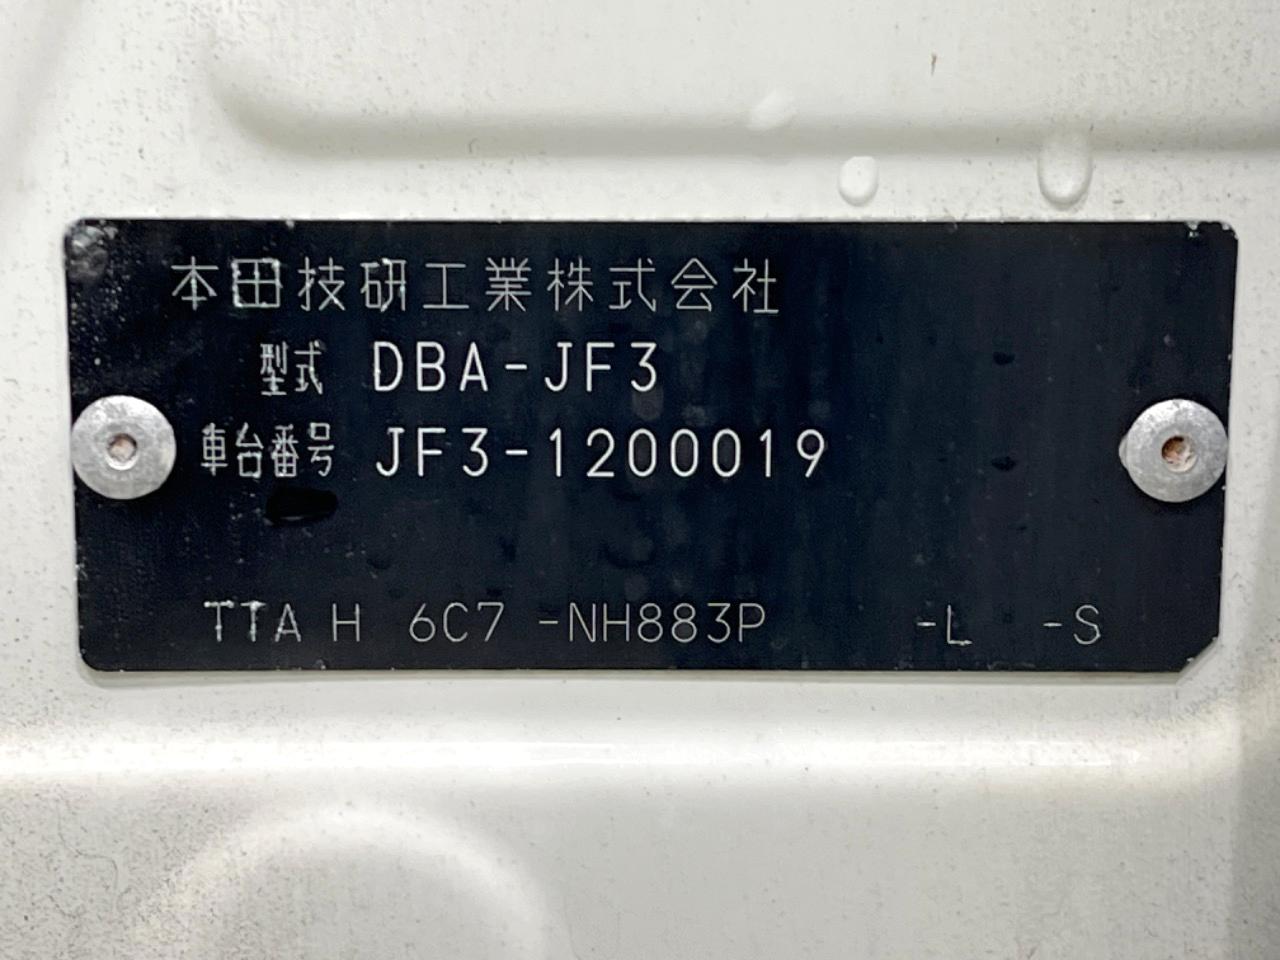 本田技研工業株式会社
型式 DBA-JF3
車台番号 JF3-1200019
TTA H 6C7 -NH883P -L -S